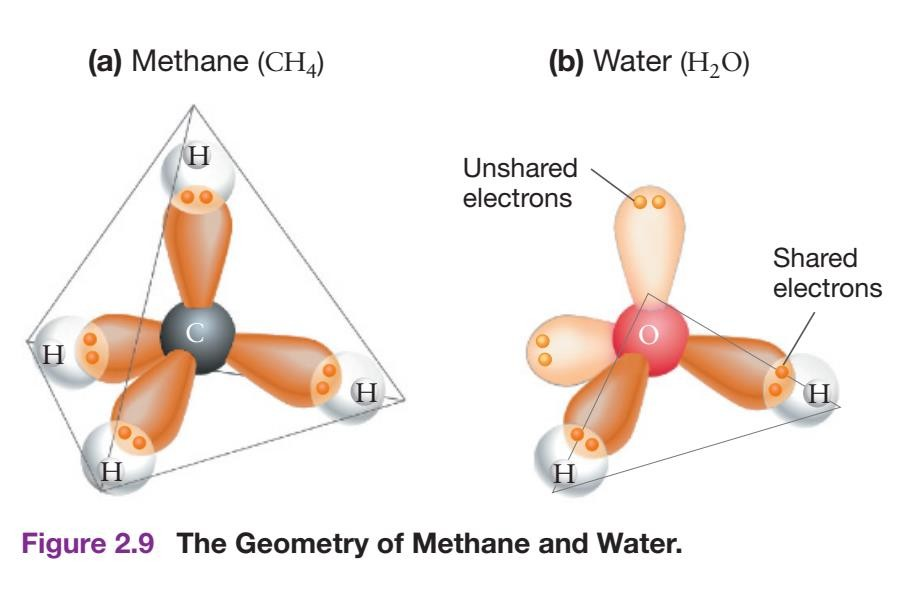 (a) Methane (CH₄)
(b) Water (H₂O)
H
C
H
H
H
Unshared
electrons
Shared
electrons
O
H
H
Figure 2.9 The Geometry of Methane and Water.